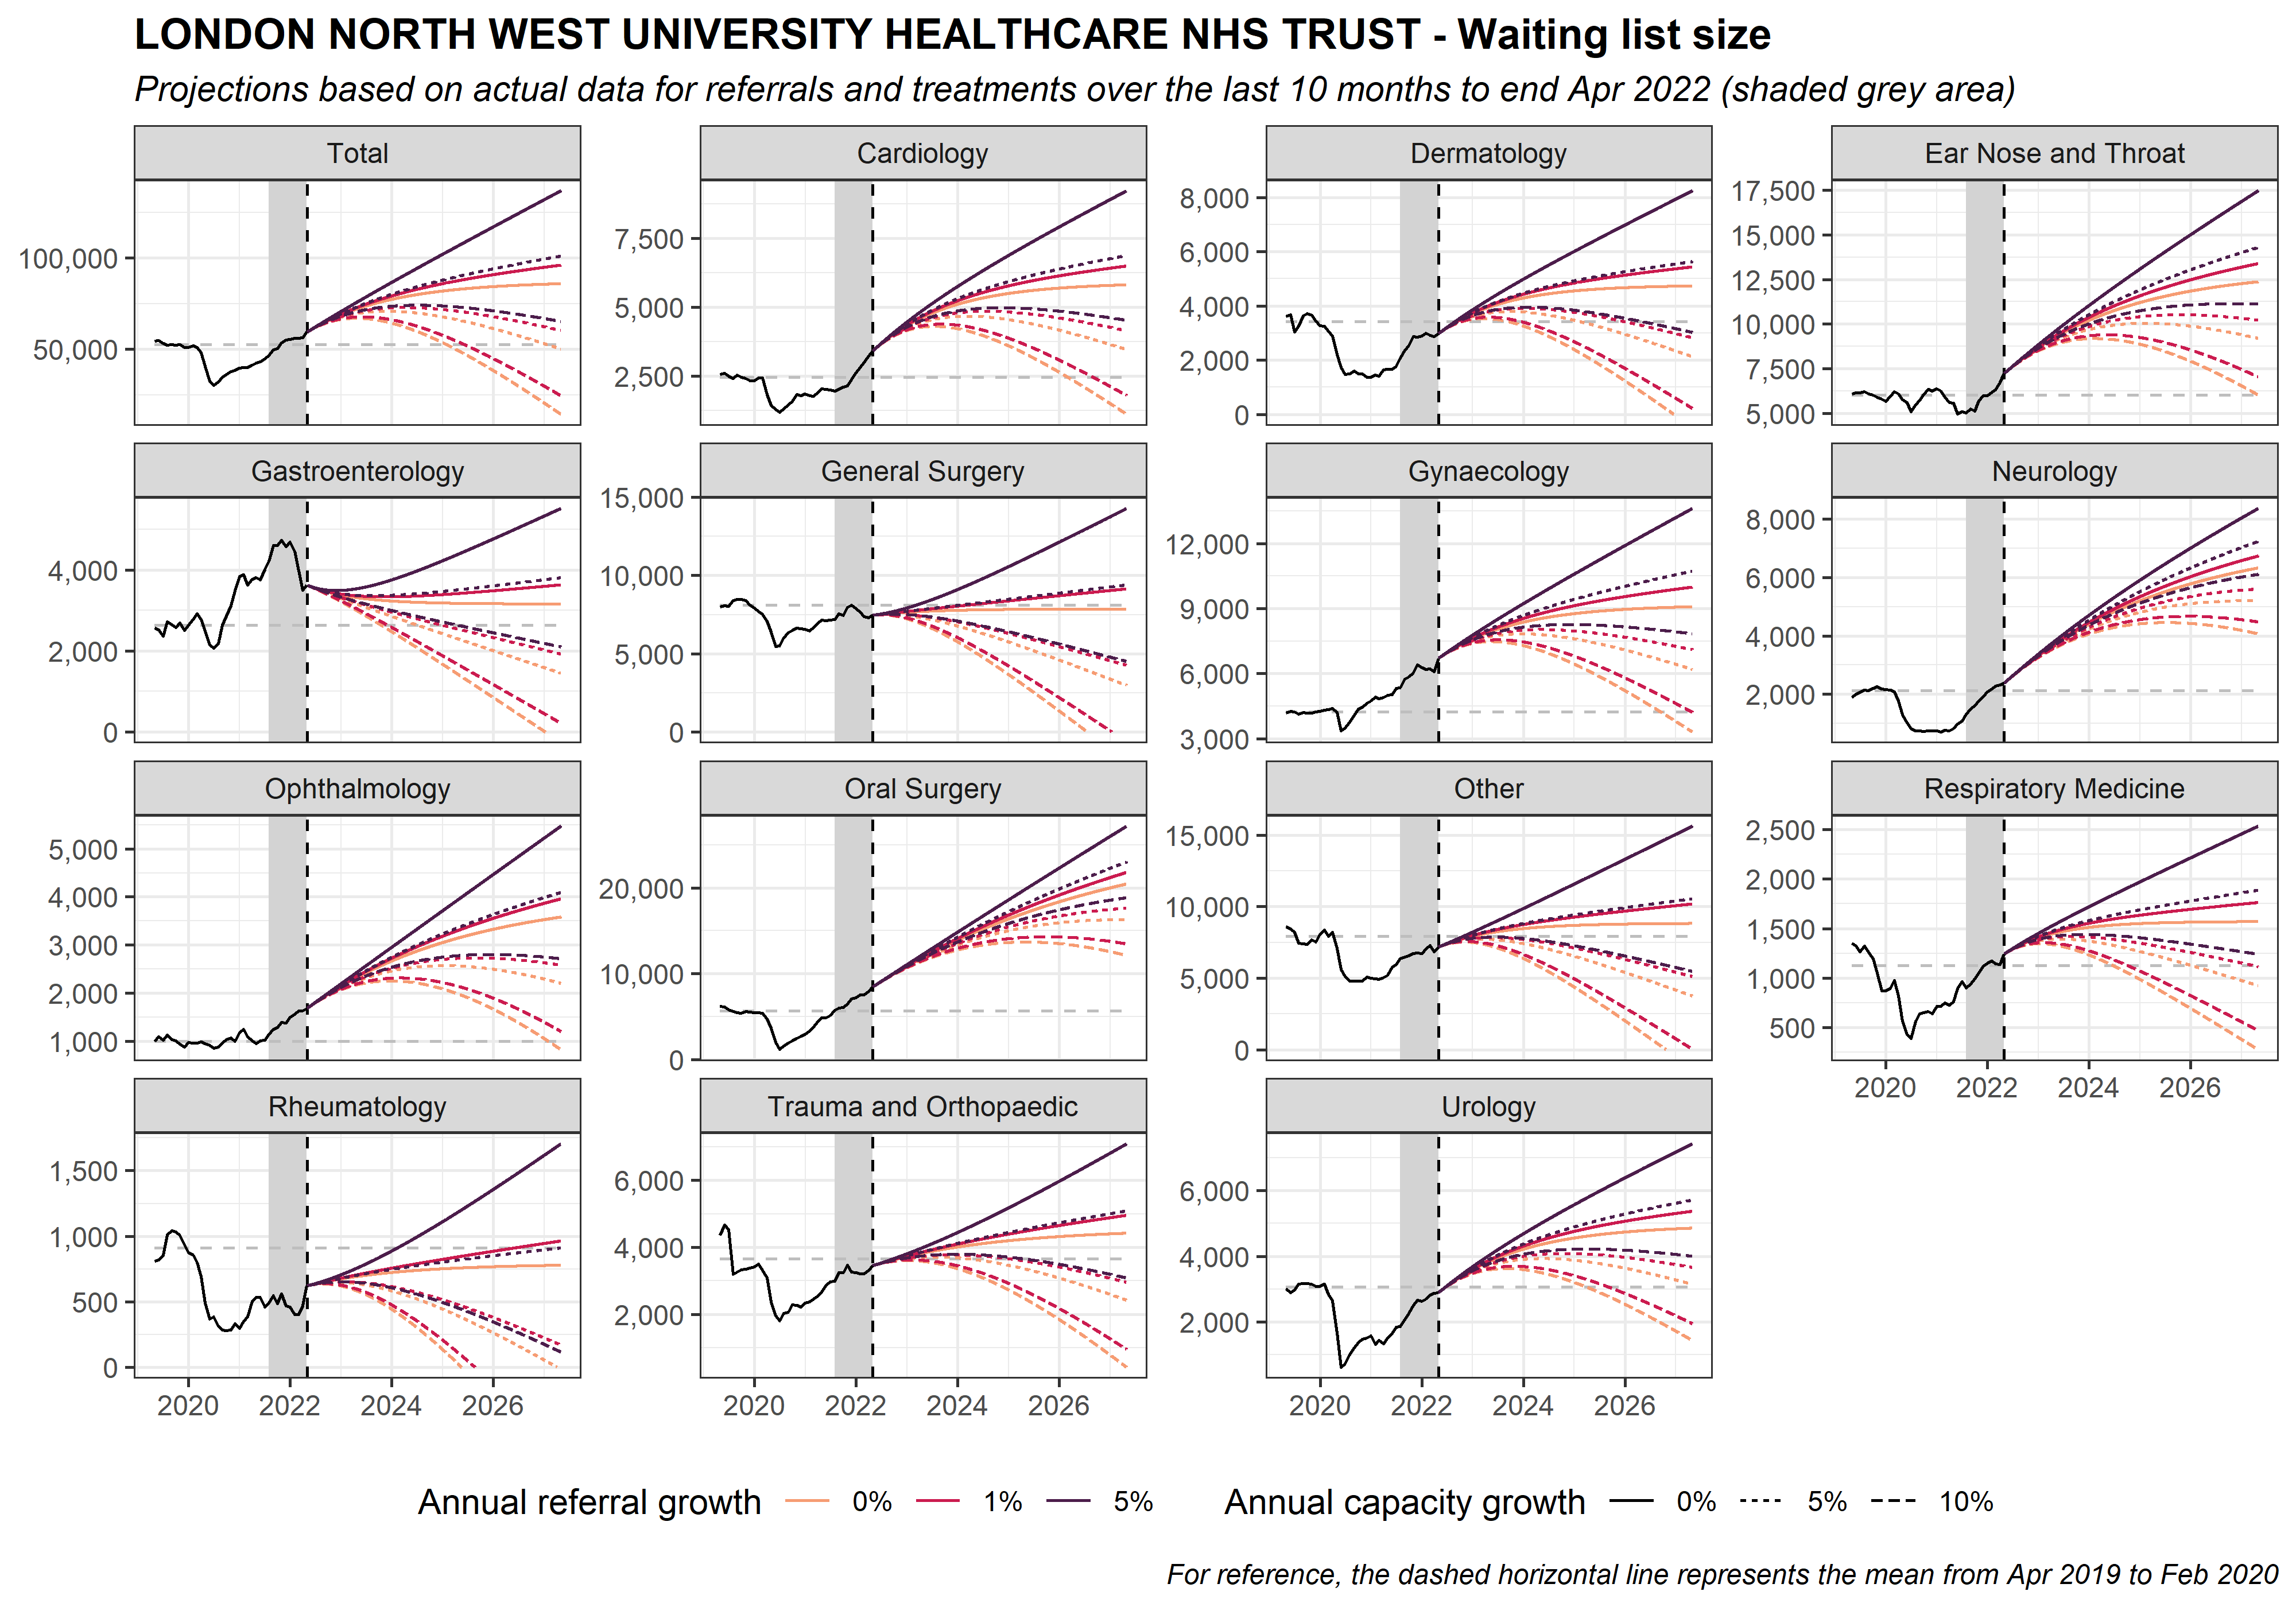 LONDON NORTH WEST UNIVERSITY HEALTHCARE NHS TRUST - Waiting list size
Projections based on actual data for referrals and treatments over the last 10 months to end Apr 2022 (shaded grey area)
Total
100,000
50,000
Cardiology
7,500
5,000
2,500
Dermatology
8,000
6,000
4,000
2,000
0
Ear Nose and Throat
17,500
15,000
12,500
10,000
7,500
5,000
Gastroenterology
4,000
2,000
0
General Surgery
15,000
10,000
5,000
0
Gynaecology
12,000
9,000
6,000
3,000
Neurology
8,000
6,000
4,000
2,000
Ophthalmology
5,000
4,000
3,000
2,000
1,000
Oral Surgery
20,000
10,000
0
Other
15,000
10,000
5,000
0
Respiratory Medicine
2,500
2,000
1,500
1,000
500
2020 2022 2024 2026
Rheumatology
1,500
1,000
500
0
2020 2022 2024 2026
Trauma and Orthopaedic
6,000
4,000
2,000
2020 2022 2024 2026
Urology
6,000
4,000
2,000
2020 2022 2024 2026
Annual referral growth 0% 1% 5% Annual capacity growth 0% 5% 10%
For reference, the dashed horizontal line represents the mean from Apr 2019 to Feb 2020